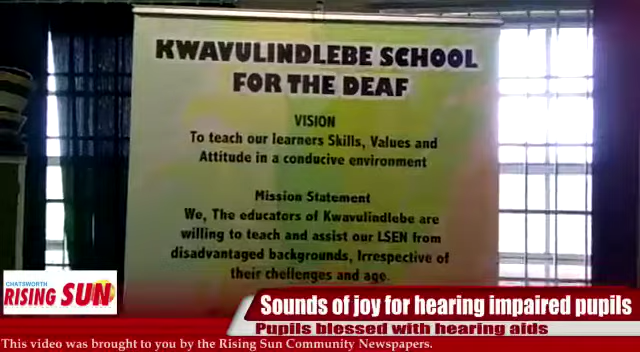 KWAVULINDLEBE SCHOOL
FOR THE DEAF
VISION
To teach our learners Skills, Values and
Attitude in a conducive environment
Mission Statement
We, The educators of Kwavulindlebe are
willing to teach and assist our LSEN from
disadvantaged backgrounds, Irrespective of
their chellenges and age.
CHATSWORTH
RISING SUN
Sounds of joy for hearing impaired pupils
Pupils blessed with hearing aids
This video was brought to you by the Rising Sun Community Newspapers.